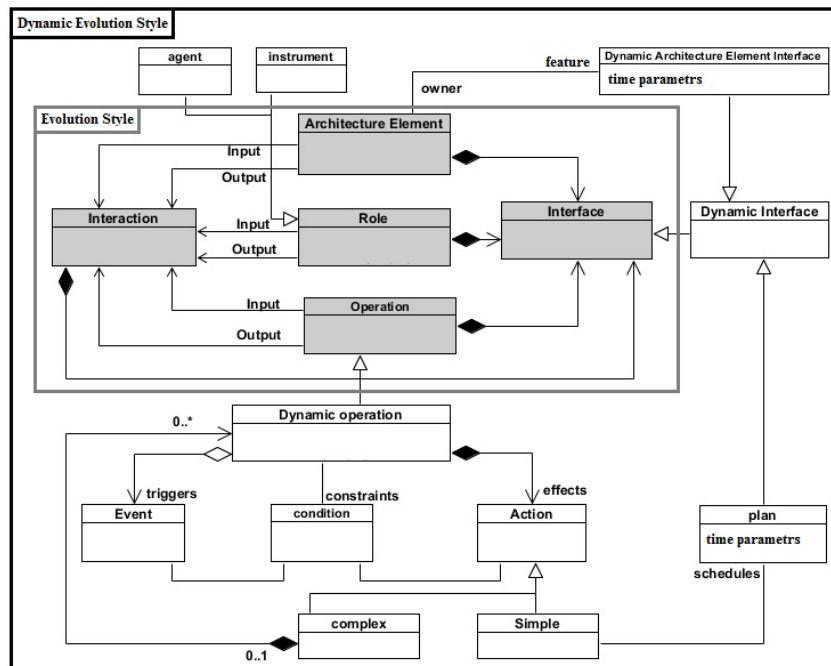 Dynamic Evolution Style
agent
instrument
feature
Dynamic Architecture Element Interface
time parametrs
owner
Evolution Style
Architecture Element
Input
Output
Interaction
Role
Interface
Dynamic Interface
Input
Output
Input
Operation
Output
0..*
Dynamic operation
triggers
constraints
effects
Event
condition
Action
plan
time parametrs
schedules
complex
Simple
0..1